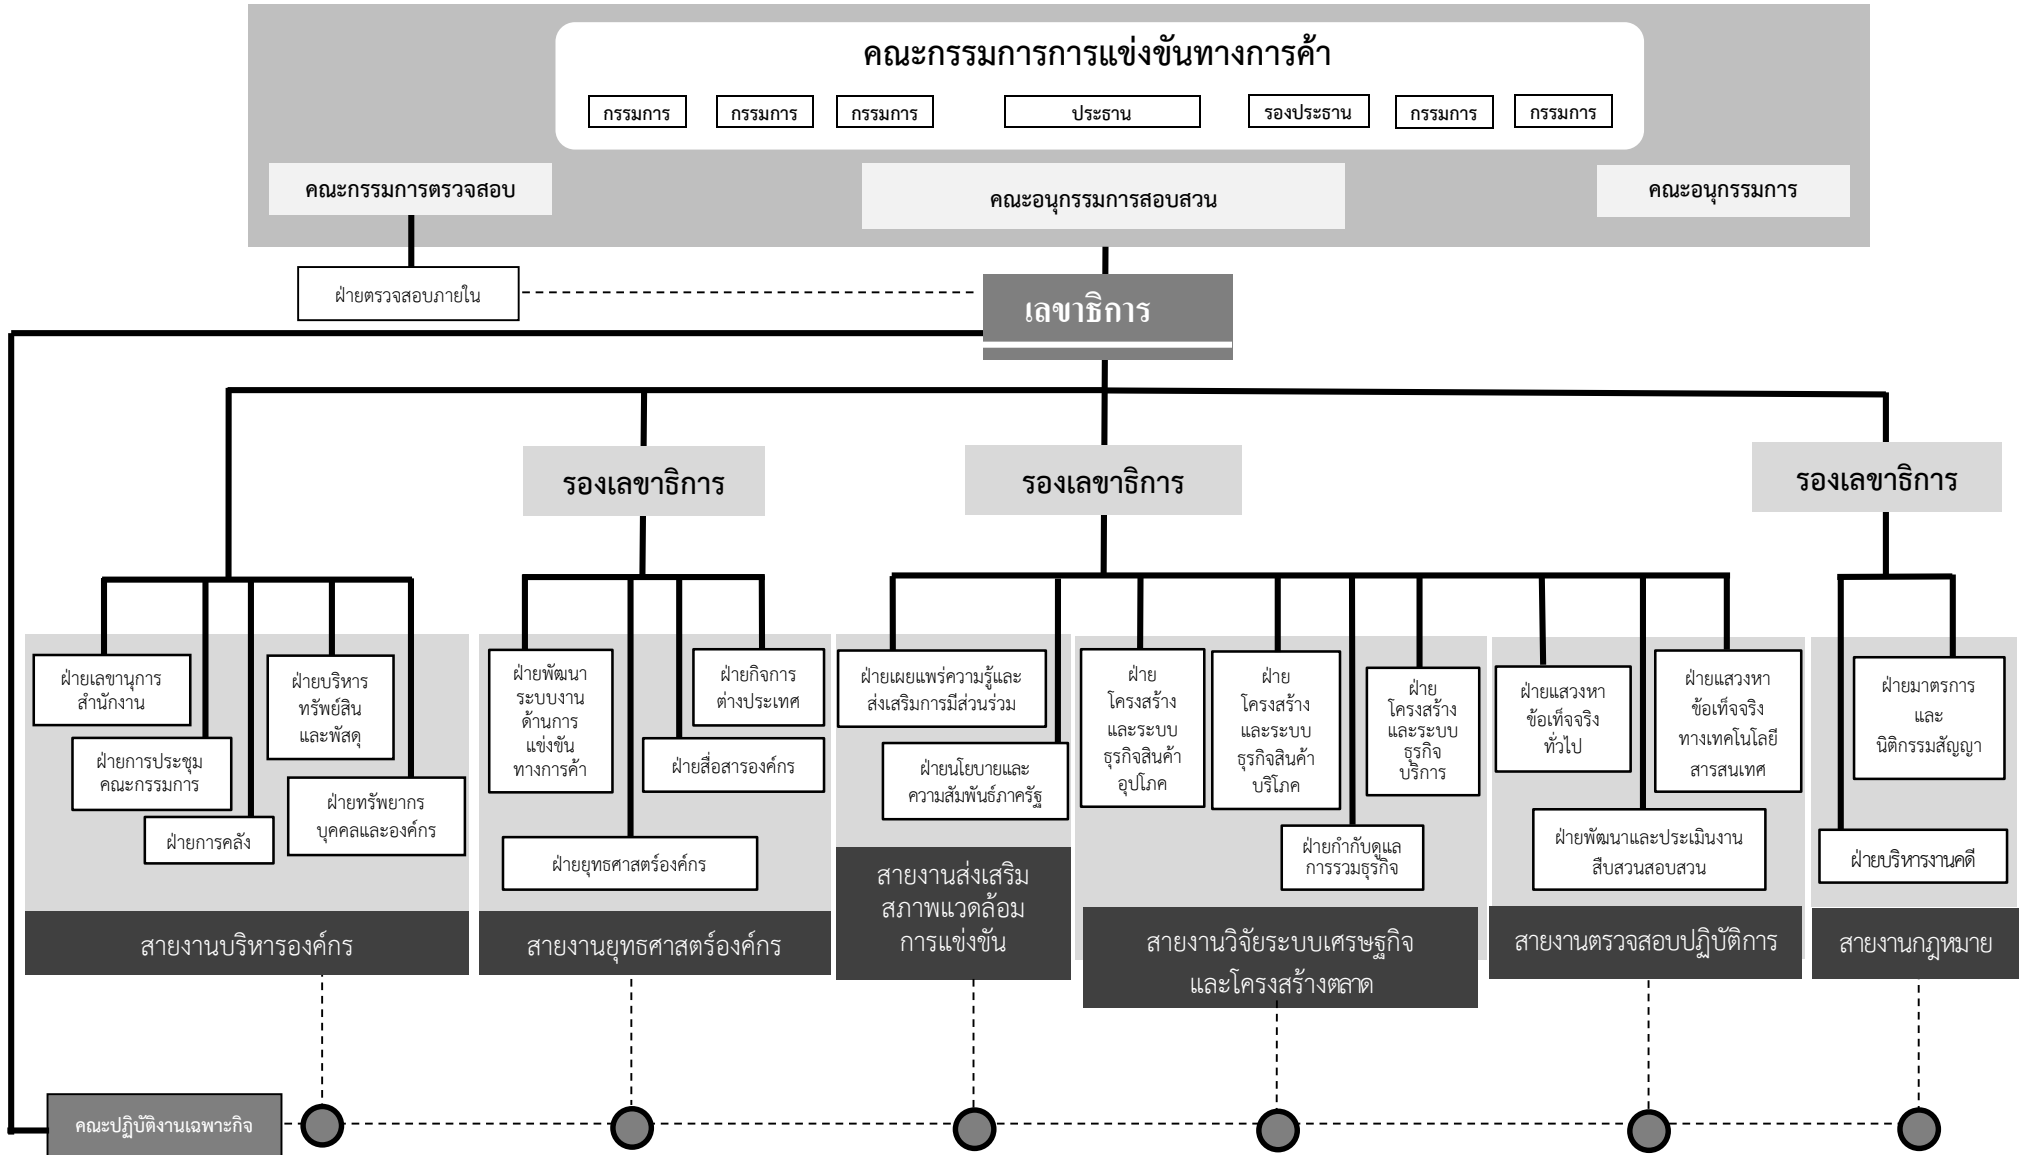 คณะกรรมการการแข่งขันทางการค้า
กรรมการ
กรรมการ
กรรมการ
ประธาน
รองประธาน
กรรมการ
กรรมการ
คณะกรรมการตรวจสอบ
คณะอนุกรรมการสอบสวน
คณะอนุกรรมการ
ฝ่ายตรวจสอบภายใน
เลขาธิการ
รองเลขาธิการ
รองเลขาธิการ
รองเลขาธิการ
ฝ่ายเลขานุการ
สำนักงาน
ฝ่ายการประชุม
คณะกรรมการ
ฝ่ายการคลัง
ฝ่ายบริหาร
ทรัพย์สิน
และพัสดุ
ฝ่ายทรัพยากร
บุคคลและองค์กร
สายงานบริหารองค์กร
ฝ่ายพัฒนา
ระบบงาน
ด้านการ
แข่งขัน
ทางการค้า
ฝ่ายกิจการ
ต่างประเทศ
ฝ่ายสื่อสารองค์กร
ฝ่ายยุทธศาสตร์องค์กร
สายงานยุทธศาสตร์องค์กร
ฝ่ายเผยแพร่ความรู้และ
ส่งเสริมการมีส่วนร่วม
ฝ่ายนโยบายและ
ความสัมพันธ์ภาครัฐ
สายงานส่งเสริม
สภาพแวดล้อม
การแข่งขัน
ฝ่าย
โครงสร้าง
และระบบ
ธุรกิจสินค้า
อุปโภค
ฝ่าย
โครงสร้าง
และระบบ
ธุรกิจสินค้า
บริโภค
ฝ่าย
โครงสร้าง
และระบบ
ธุรกิจ
บริการ
ฝ่ายกำกับดูแล
การรวมธุรกิจ
สายงานวิจัยระบบเศรษฐกิจ
และโครงสร้างตลาด
ฝ่ายแสวงหา
ข้อเท็จจริง
ทั่วไป
ฝ่ายแสวงหา
ข้อเท็จจริง
ทางเทคโนโลยี
สารสนเทศ
ฝ่ายพัฒนาและประเมินงาน
สืบสวนสอบสวน
สายงานตรวจสอบปฏิบัติการ
ฝ่ายมาตรการ
และ
นิติกรรมสัญญา
ฝ่ายบริหารงานคดี
สายงานกฎหมาย
คณะปฏิบัติงานเฉพาะกิจ